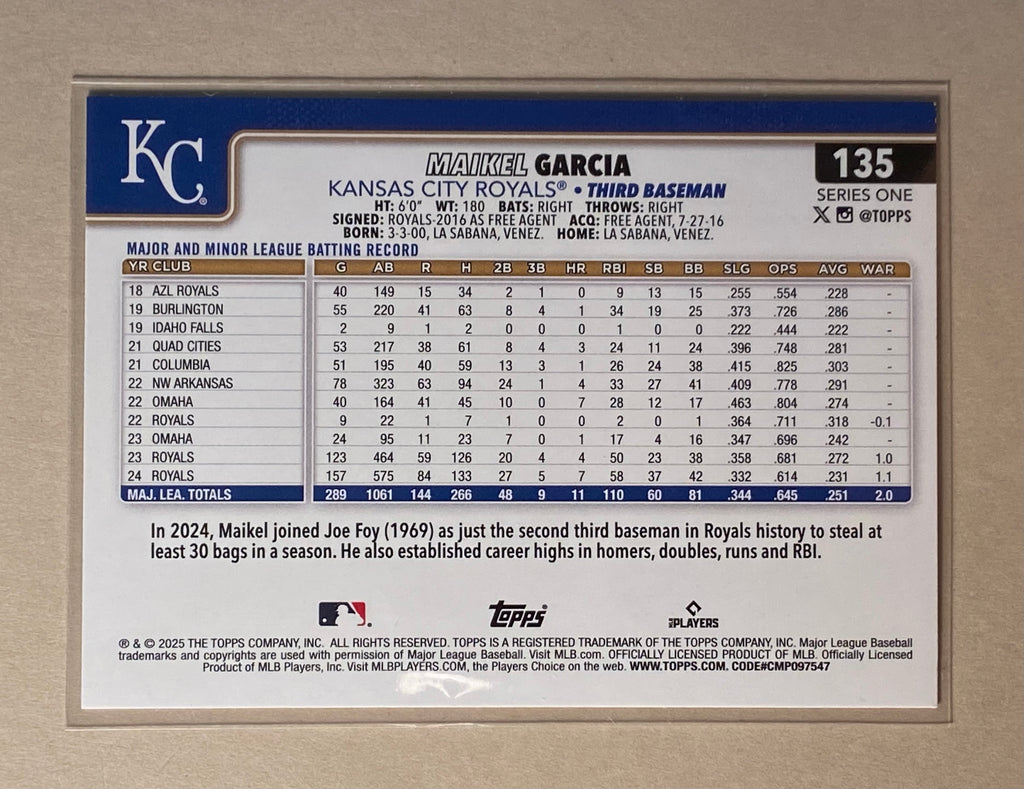 KC®
MAIKEL GARCIA
135
KANSAS CITY ROYALS® • THIRD BASEMAN
SERIES ONE
HT: 6'0" WT: 180 BATS: RIGHT THROWS: RIGHT
@TOPPS
SIGNED: ROYALS-2016 AS FREE AGENT ACQ: FREE AGENT, 7-27-16
BORN: 3-3-00, LA SABANA, VENEZ. HOME: LA SABANA, VENEZ.
MAJOR AND MINOR LEAGUE BATTING RECORD
YR CLUB G AB R H 2B 3B HR RBI SB BB SLG OPS AVG WAR
18 AZL ROYALS 40 149 15 34 2 1 0 9 13 15 .255 .554 .228 -
19 BURLINGTON 55 220 41 63 8 4 1 34 19 25 .373 .726 .286 -
19 IDAHO FALLS 2 9 1 2 0 0 0 1 0 0 .222 .444 .222 -
21 QUAD CITIES 53 217 38 61 8 4 3 24 11 24 .396 .748 .281 -
21 COLUMBIA 51 195 40 59 13 3 1 26 24 38 .415 .825 .303 -
22 NW ARKANSAS 78 323 63 94 24 1 4 33 27 41 .409 .778 .291 -
22 OMAHA 40 164 41 45 10 0 7 28 12 17 .463 .804 .274 -
22 ROYALS 9 22 1 7 1 0 0 2 0 1 .364 .711 .318 -0.1
23 OMAHA 24 95 11 23 7 0 1 17 4 16 .347 .696 .242 -
23 ROYALS 123 464 59 126 20 4 4 50 23 38 .358 .681 .272 1.0
24 ROYALS 157 575 84 133 27 5 7 58 37 42 .332 .614 .231 1.1
MAJ. LEA. TOTALS 289 1061 144 266 48 9 11 110 60 81 .344 .645 .251 2.0
In 2024, Maikel joined Joe Foy (1969) as just the second third baseman in Royals history to steal at
least 30 bags in a season. He also established career highs in homers, doubles, runs and RBI.
Topps MLB PLAYERS
® & © 2025 THE TOPPS COMPANY, INC. ALL RIGHTS RESERVED. TOPPS IS A REGISTERED TRADEMARK OF THE TOPPS COMPANY, INC. Major League Baseball
trademarks and copyrights are used with permission of Major League Baseball. Visit MLB.com. OFFICIALLY LICENSED PRODUCT OF MLB. Officially Licensed
Product of MLB Players, Inc. Visit MLBPLAYERS.COM, the Players Choice on the web. WWW.TOPPS.COM. CODE#CMP097547